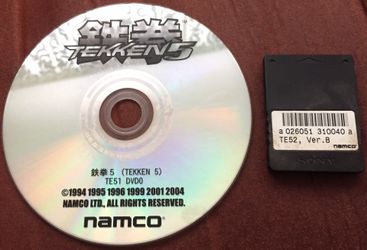 鉄拳
TEKKEN 5
鉄拳 5 (TEKKEN 5)
TE51 DVD0
©1994 1995 1996 1999 2001 2004
NAMCO LTD., ALL RIGHTS RESERVED.
namco
a 026051 310040 a
TE52, Ver.B
namco
SONY